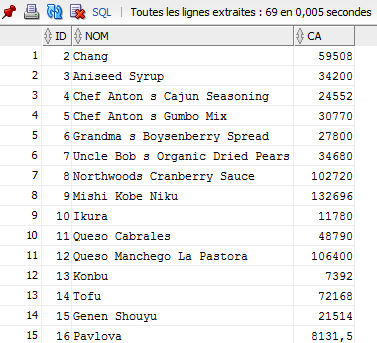 SQL | Toutes les lignes extraites : 69 en 0,005 secondes
ID NOM CA
1 2 Chang 59508
2 3 Aniseed Syrup 34200
3 4 Chef Anton s Cajun Seasoning 24552
4 5 Chef Anton s Gumbo Mix 30770
5 6 Grandma s Boysenberry Spread 27800
6 7 Uncle Bob s Organic Dried Pears 34680
7 8 Northwoods Cranberry Sauce 102720
8 9 Mishi Kobe Niku 132696
9 10 Ikura 11780
10 11 Queso Cabrales 48790
11 12 Queso Manchego La Pastora 106400
12 13 Konbu 7392
13 14 Tofu 72168
14 15 Genen Shouyu 21514
15 16 Pavlova 8131,5